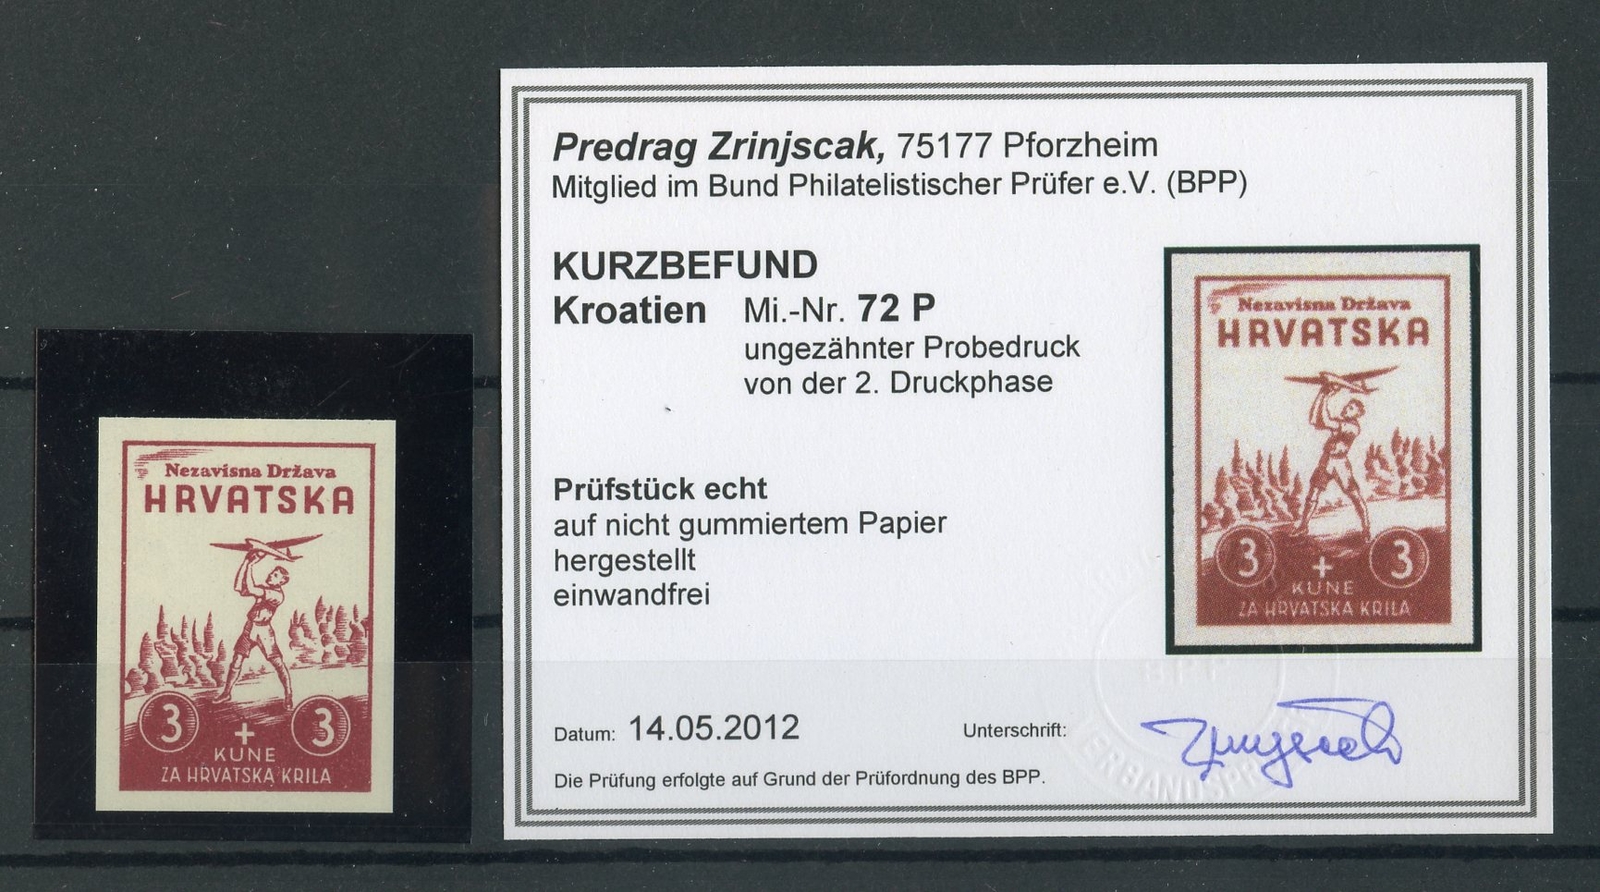 Nezavisna Država
HRVATSKA
3 + 3
KUNE
ZA HRVATSKA KRILA
Predrag Zrinjscak, 75177 Pforzheim
Mitglied im Bund Philatelistischer Prüfer e.V. (BPP)
KURZBEFUND
Kroatien Mi.-Nr. 72 P
ungezähnter Probedruck
von der 2. Druckphase
Prüfstück echt
auf nicht gummiertem Papier
hergestellt
einwandfrei
Datum: 14.05.2012 Unterschrift:
Die Prüfung erfolgte auf Grund der Prüfordnung des BPP.
Nezavisna Država
HRVATSKA
3 + 3
KUNE
ZA HRVATSKA KRILA